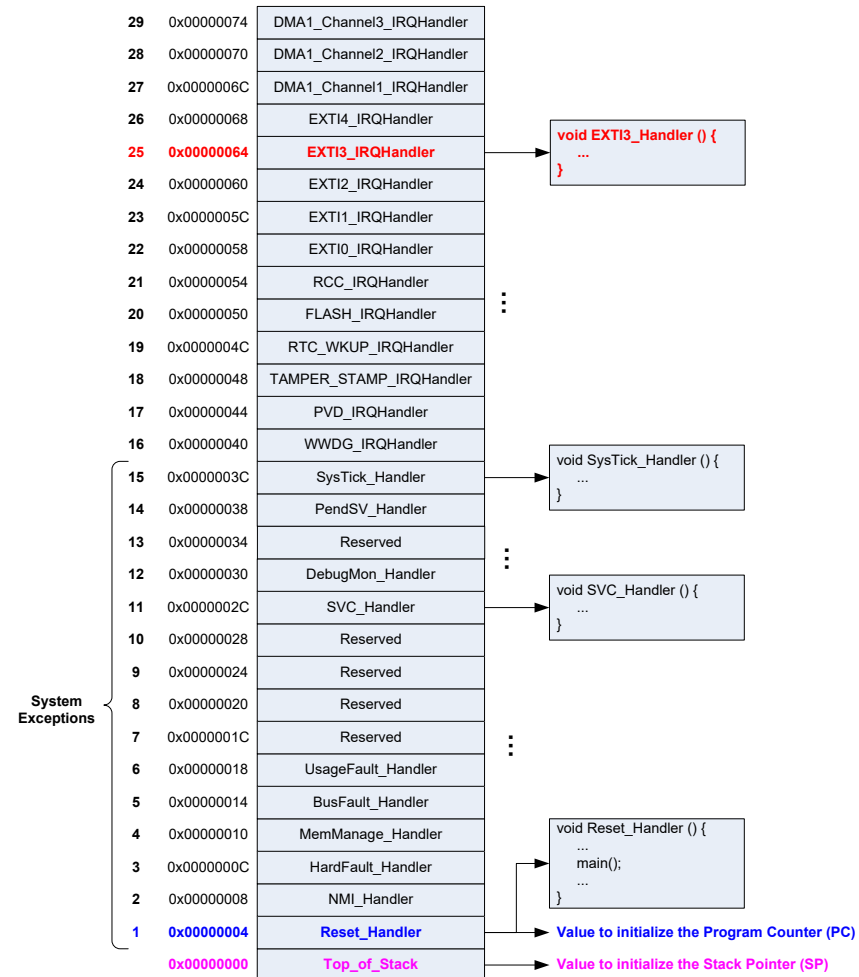 29 0x00000074 DMA1_Channel3_IRQHandler
28 0x00000070 DMA1_Channel2_IRQHandler
27 0x0000006C DMA1_Channel1_IRQHandler
26 0x00000068 EXTI4_IRQHandler
void EXTI3_Handler () {
25 0x00000064 EXTI3_IRQHandler
...
}
24 0x00000060 EXTI2_IRQHandler
23 0x0000005C EXTI1_IRQHandler
22 0x00000058 EXTI0_IRQHandler
21 0x00000054 RCC_IRQHandler
⋮
20 0x00000050 FLASH_IRQHandler
19 0x0000004C RTC_WKUP_IRQHandler
18 0x00000048 TAMPER_STAMP_IRQHandler
17 0x00000044 PVD_IRQHandler
16 0x00000040 WWDG_IRQHandler
void SysTick_Handler () {
15 0x0000003C SysTick_Handler
...
}
14 0x00000038 PendSV_Handler
13 0x00000034 Reserved
⋮
12 0x00000030 DebugMon_Handler
void SVC_Handler () {
11 0x0000002C SVC_Handler
...
}
10 0x00000028 Reserved
9 0x00000024 Reserved
System
Exceptions
8 0x00000020 Reserved
7 0x0000001C Reserved
⋮
6 0x00000018 UsageFault_Handler
5 0x00000014 BusFault_Handler
4 0x00000010 MemManage_Handler
void Reset_Handler () {
...
main();
...
}
3 0x0000000C HardFault_Handler
2 0x00000008 NMI_Handler
1 0x00000004 Reset_Handler Value to initialize the Program Counter (PC)
0x00000000 Top_of_Stack Value to initialize the Stack Pointer (SP)